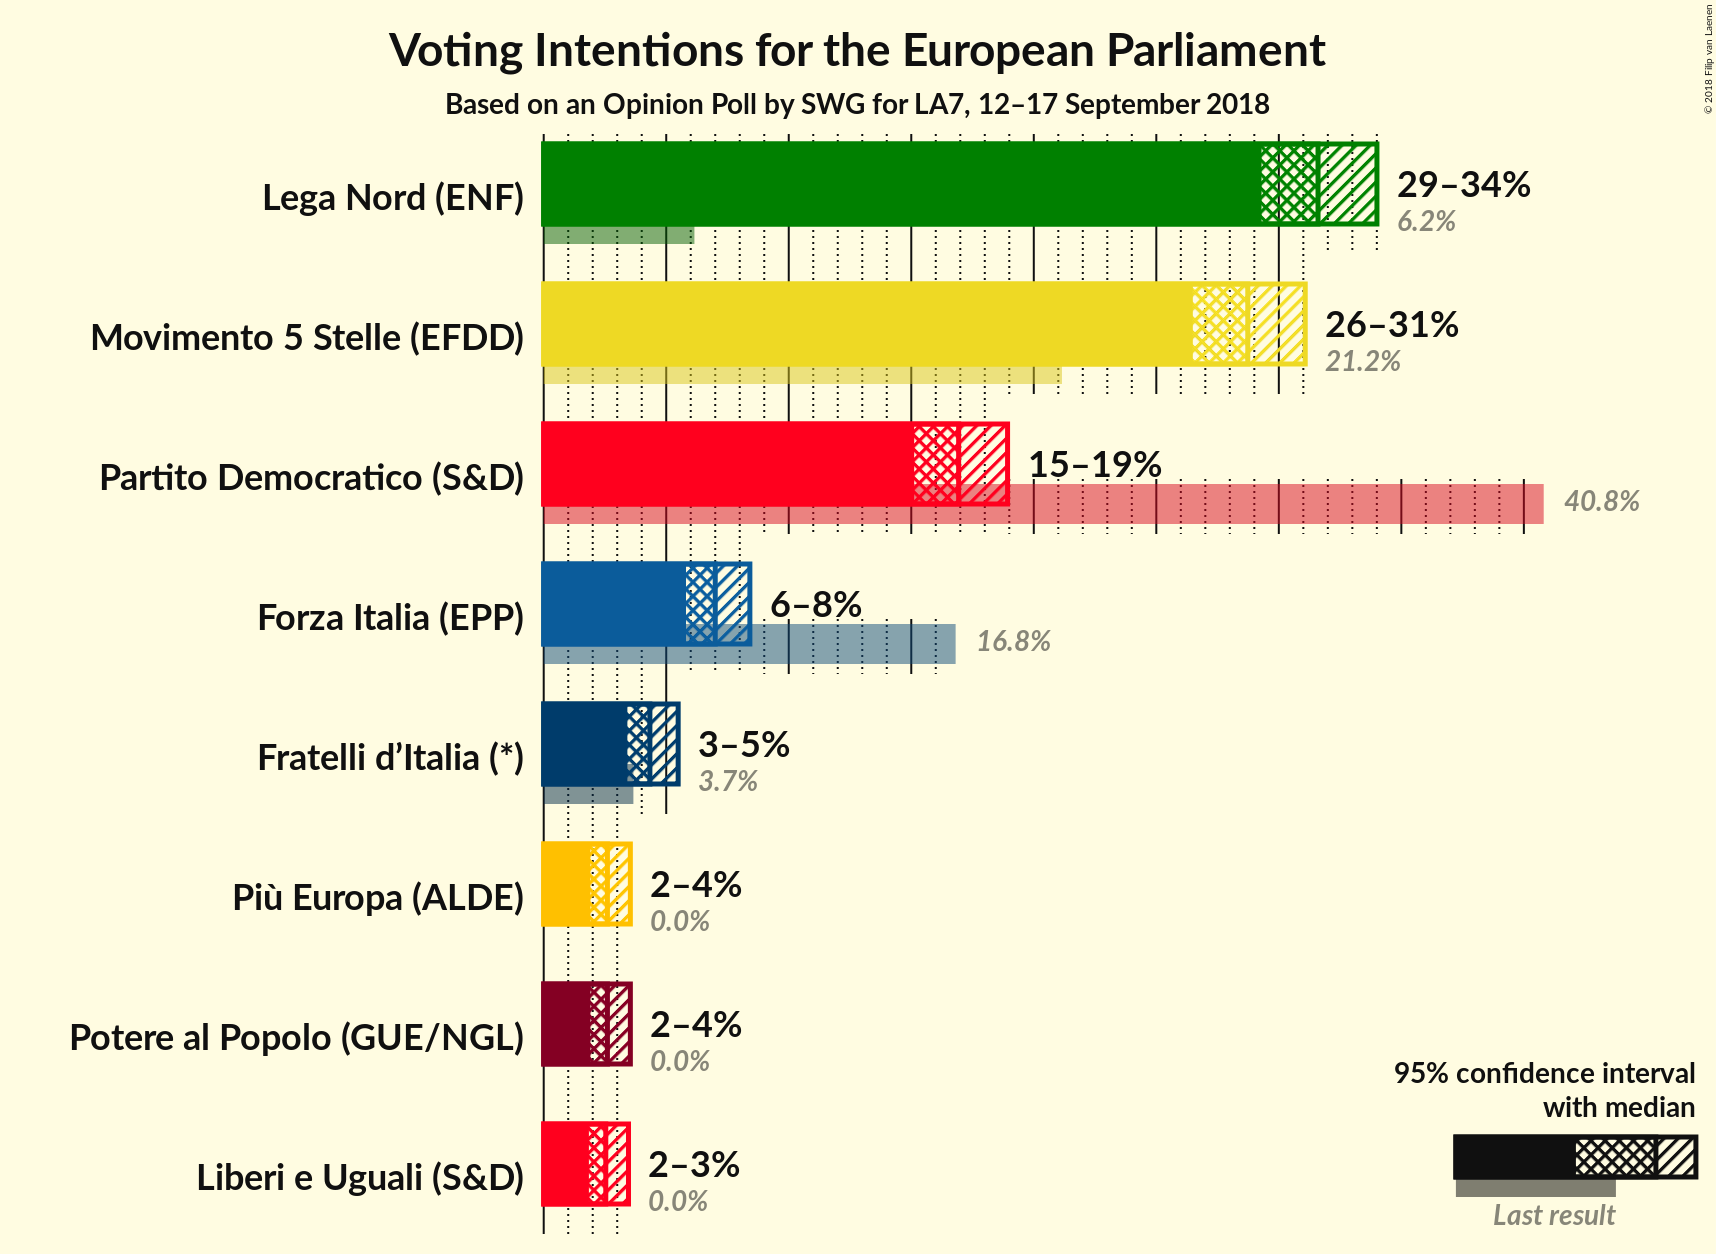 Voting Intentions for the European Parliament
Based on an Opinion Poll by SWG for LA7, 12–17 September 2018
© 2018 Filip van Laenen
Lega Nord (ENF)
29–34%
6.2%
Movimento 5 Stelle (EFDD)
26–31%
21.2%
Partito Democratico (S&D)
15–19%
40.8%
Forza Italia (EPP)
6–8%
16.8%
Fratelli d’Italia (*)
3–5%
3.7%
Più Europa (ALDE)
2–4%
0.0%
Potere al Popolo (GUE/NGL)
2–4%
0.0%
Liberi e Uguali (S&D)
2–3%
0.0%
95% confidence interval
with median
Last result